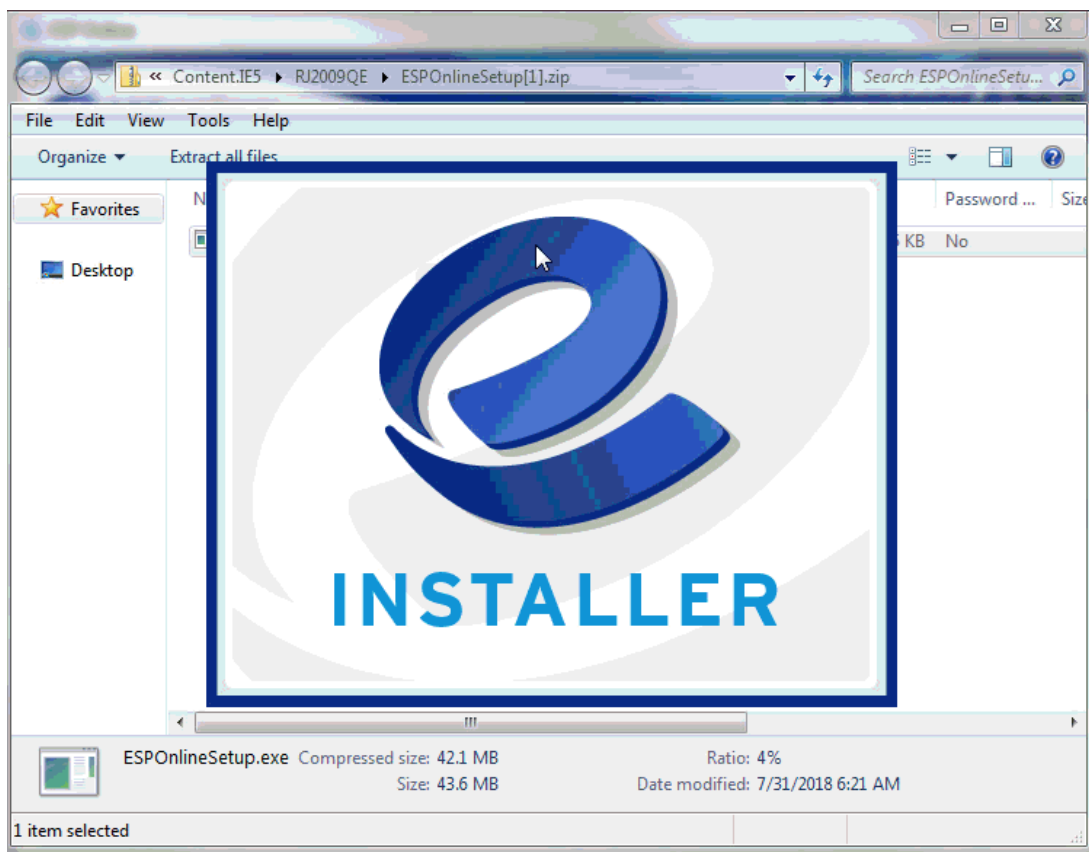 « Content.IE5 ▸ RJ2009QE ▸ ESPOnlineSetup[1].zip
Search ESPOnlineSetu...
File Edit View Tools Help
Organize ▾ Extract all files
Favorites
Password ... Size
KB No
Desktop
INSTALLER
ESPOnlineSetup.exe Compressed size: 42.1 MB Ratio: 4%
Size: 43.6 MB Date modified: 7/31/2018 6:21 AM
1 item selected